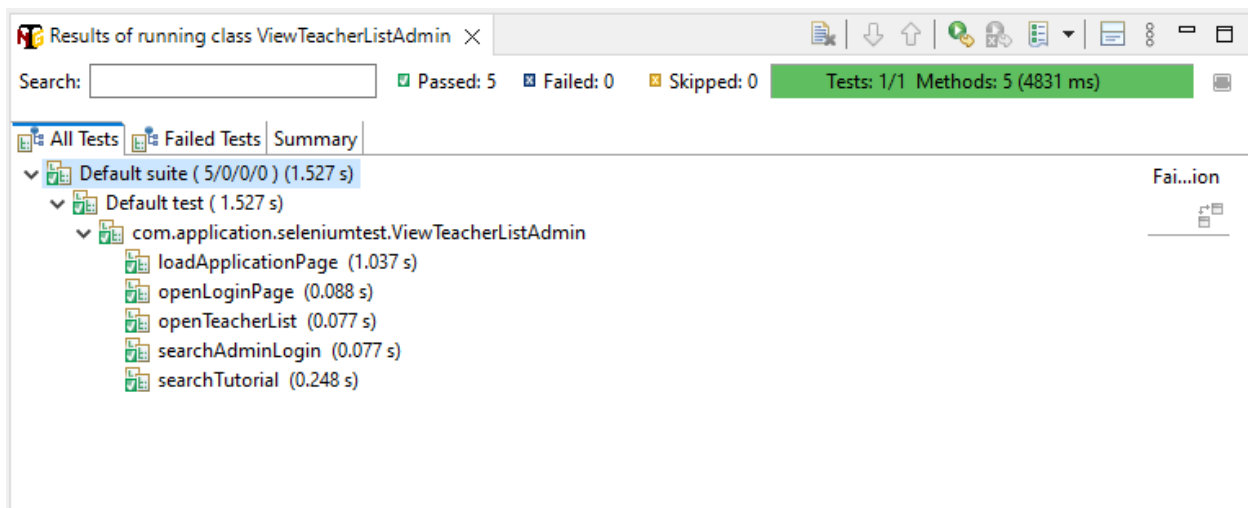 Results of running class ViewTeacherListAdmin
Search: Passed: 5 Failed: 0 Skipped: 0 Tests: 1/1 Methods: 5 (4831 ms)
All Tests Failed Tests Summary
Default suite ( 5/0/0/0 ) (1.527 s)
Fai...ion
Default test ( 1.527 s)
com.application.seleniumtest.ViewTeacherListAdmin
loadApplicationPage (1.037 s)
openLoginPage (0.088 s)
openTeacherList (0.077 s)
searchAdminLogin (0.077 s)
searchTutorial (0.248 s)